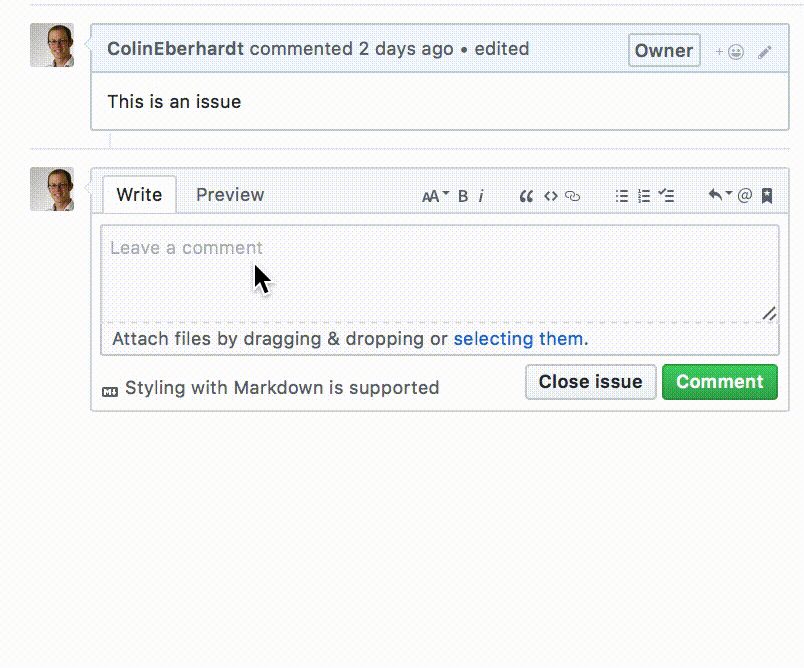 ColinEberhardt commented 2 days ago • edited
Owner
This is an issue
Write
Preview
AA
B
i
@
Leave a comment
Attach files by dragging & dropping or selecting them.
Styling with Markdown is supported
Close issue
Comment